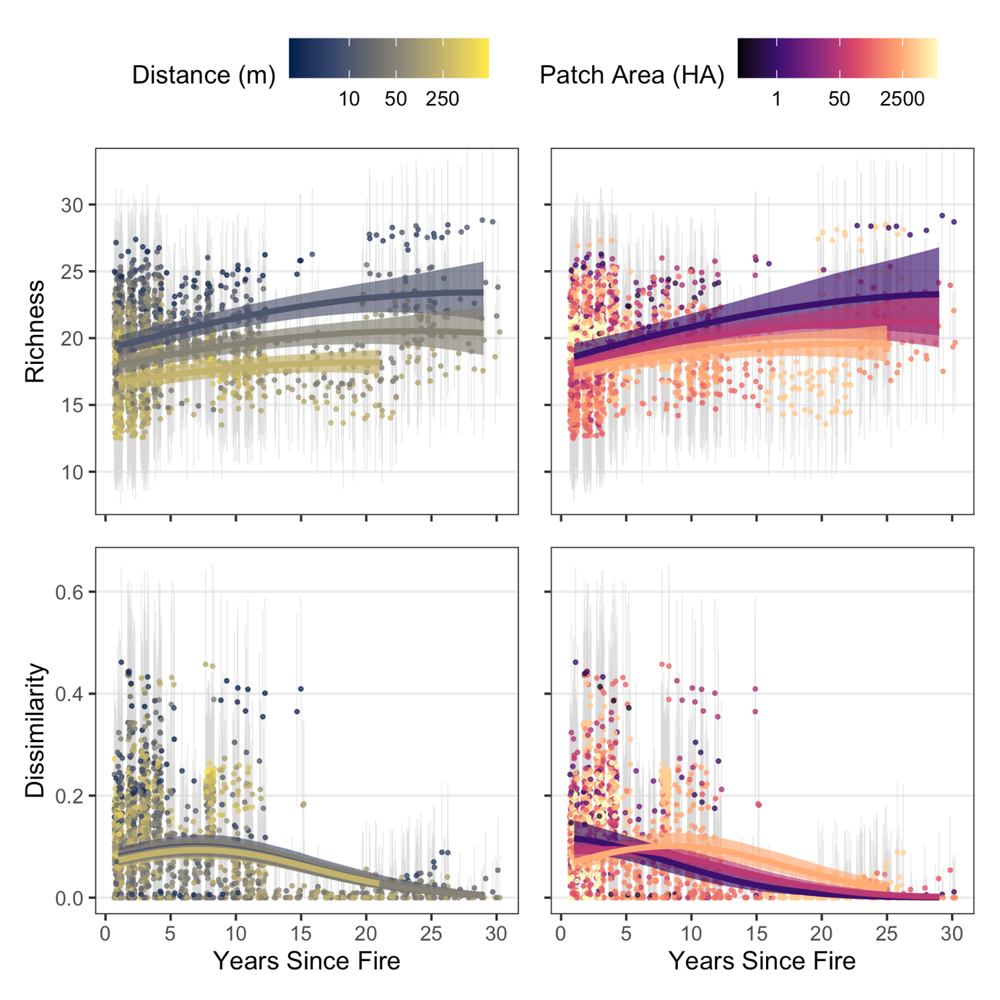 Distance (m)
10 50 250
Patch Area (HA)
1 50 2500
Richness
30
25
20
15
10
Dissimilarity
0.6
0.4
0.2
0.0
0 5 10 15 20 25 30
Years Since Fire
0 5 10 15 20 25 30
Years Since Fire